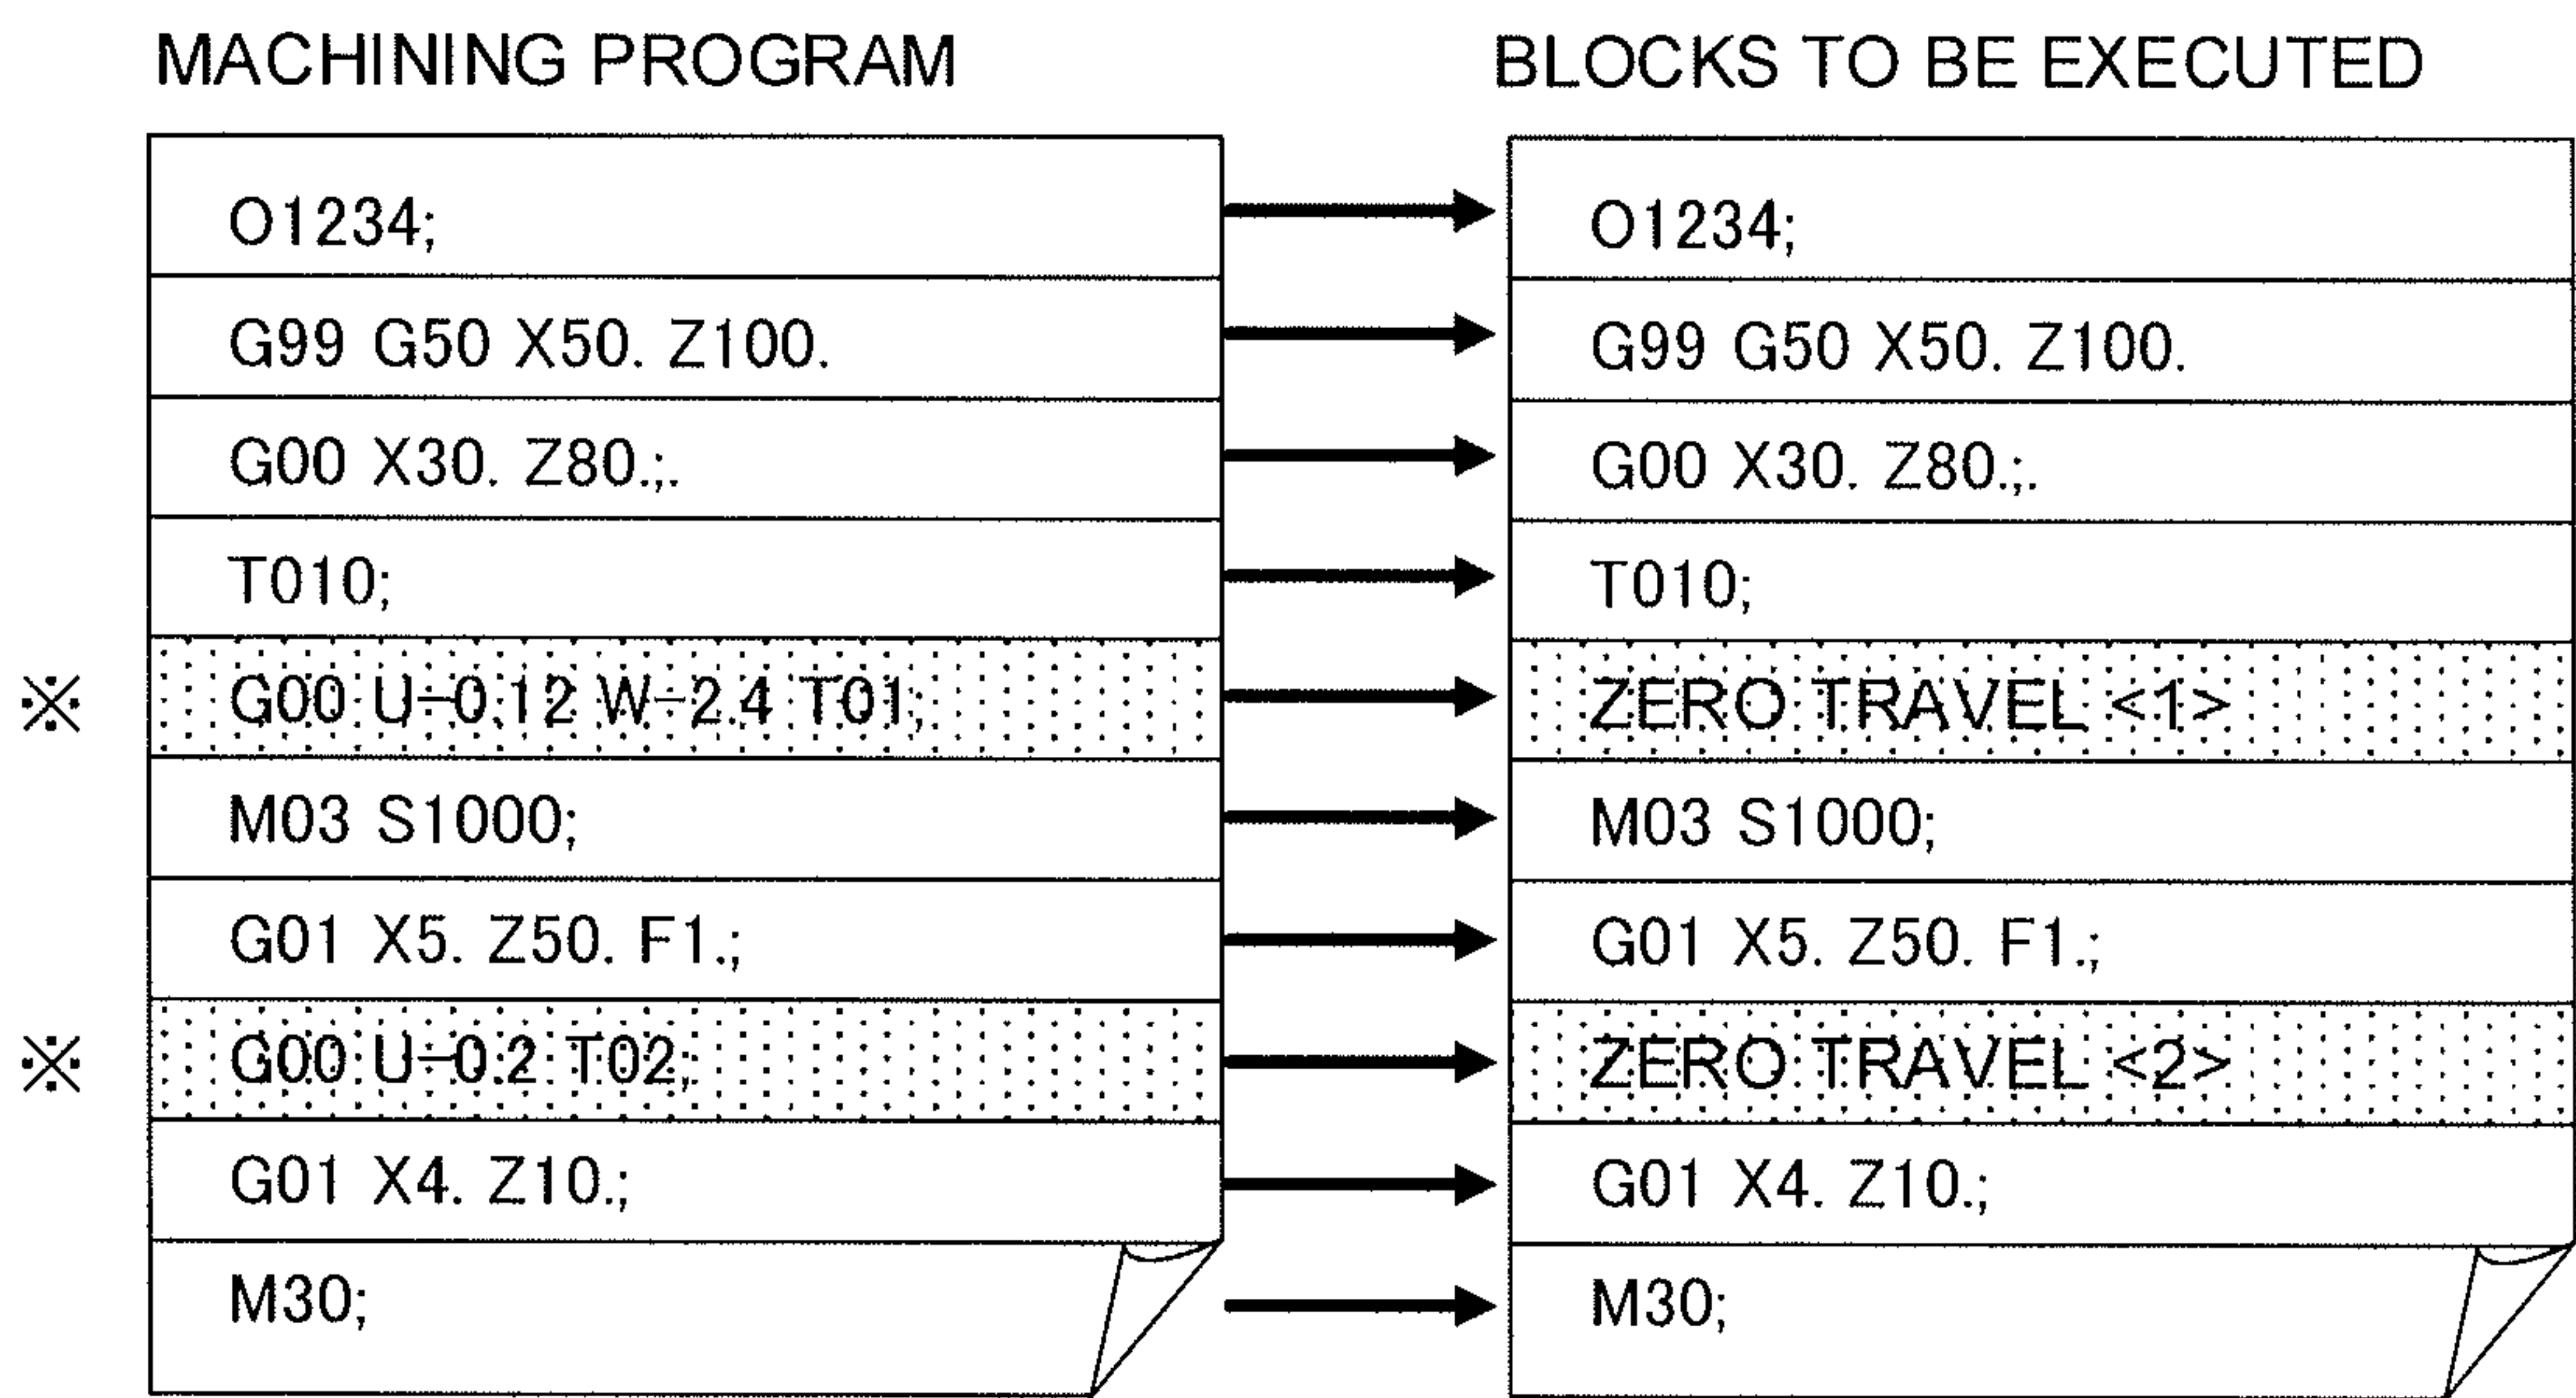 MACHINING PROGRAM
BLOCKS TO BE EXECUTED
O1234;
O1234;
G99 G50 X50. Z100.
G99 G50 X50. Z100.
G00 X30. Z80.;.
G00 X30. Z80.;.
T010;
T010;
※ G00 U-0.12 W-2.4 T01;
ZERO TRAVEL <1>
M03 S1000;
M03 S1000;
G01 X5. Z50. F1.;
G01 X5. Z50. F1.;
※ G00 U-0.2 T02;
ZERO TRAVEL <2>
G01 X4. Z10.;
G01 X4. Z10.;
M30;
M30;